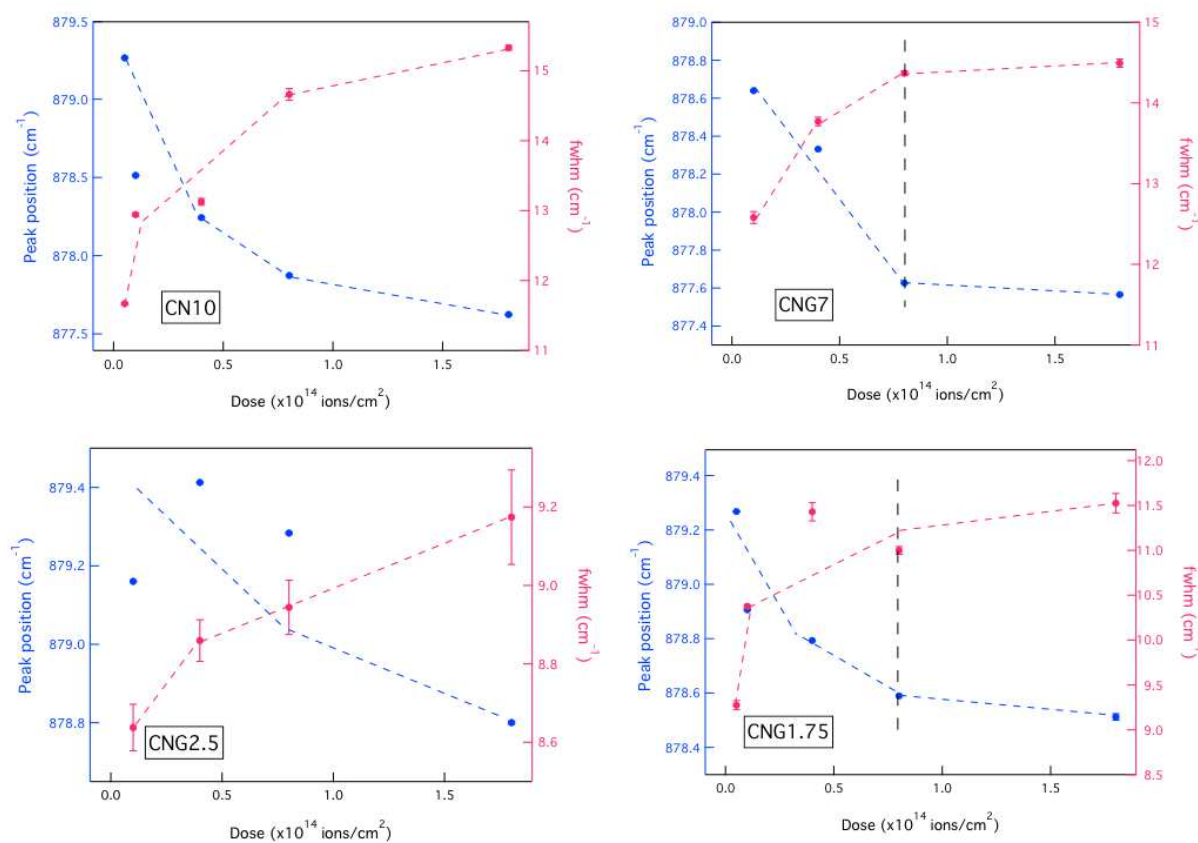 879.5
879.0
878.5
878.0
877.5
Peak position (cm⁻¹)
15
14
13
12
11
fwhm (cm⁻¹)
CN10
0.0 0.5 1.0 1.5
Dose (x10¹⁴ ions/cm²)
879.0
878.8
878.6
878.4
878.2
878.0
877.8
877.6
877.4
Peak position (cm⁻¹)
15
14
13
12
11
fwhm (cm⁻¹)
CNG7
0.0 0.5 1.0 1.5
Dose (x10¹⁴ ions/cm²)
879.4
879.2
879.0
878.8
Peak position (cm⁻¹)
9.2
9.0
8.8
8.6
fwhm (cm⁻¹)
CNG2.5
0.0 0.5 1.0 1.5
Dose (x10¹⁴ ions/cm²)
879.4
879.2
879.0
878.8
878.6
878.4
Peak position (cm⁻¹)
12.0
11.5
11.0
10.5
10.0
9.5
9.0
8.5
fwhm (cm⁻¹)
CNG1.75
0.0 0.5 1.0 1.5
Dose (x10¹⁴ ions/cm²)